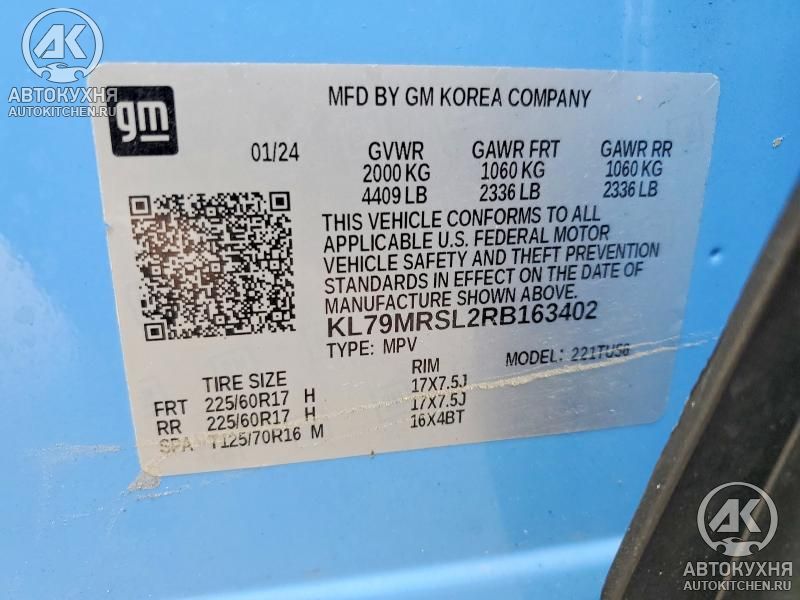 AK
АВТОКУХНЯ
AUTOKITCHEN.RU
gm
MFD BY GM KOREA COMPANY
01/24 GVWR GAWR FRT GAWR RR
2000 KG 1060 KG 1060 KG
4409 LB 2336 LB 2336 LB
THIS VEHICLE CONFORMS TO ALL
APPLICABLE U.S. FEDERAL MOTOR
VEHICLE SAFETY AND THEFT PREVENTION
STANDARDS IN EFFECT ON THE DATE OF
MANUFACTURE SHOWN ABOVE.
KL79MRSL2RB163402
TYPE: MPV MODEL: 221TU56
TIRE SIZE RIM
FRT 225/60R17 H 17X7.5J
RR 225/60R17 H 17X7.5J
SPA T125/70R16 M 16X4BT
AK
АВТОКУХНЯ
AUTOKITCHEN.RU